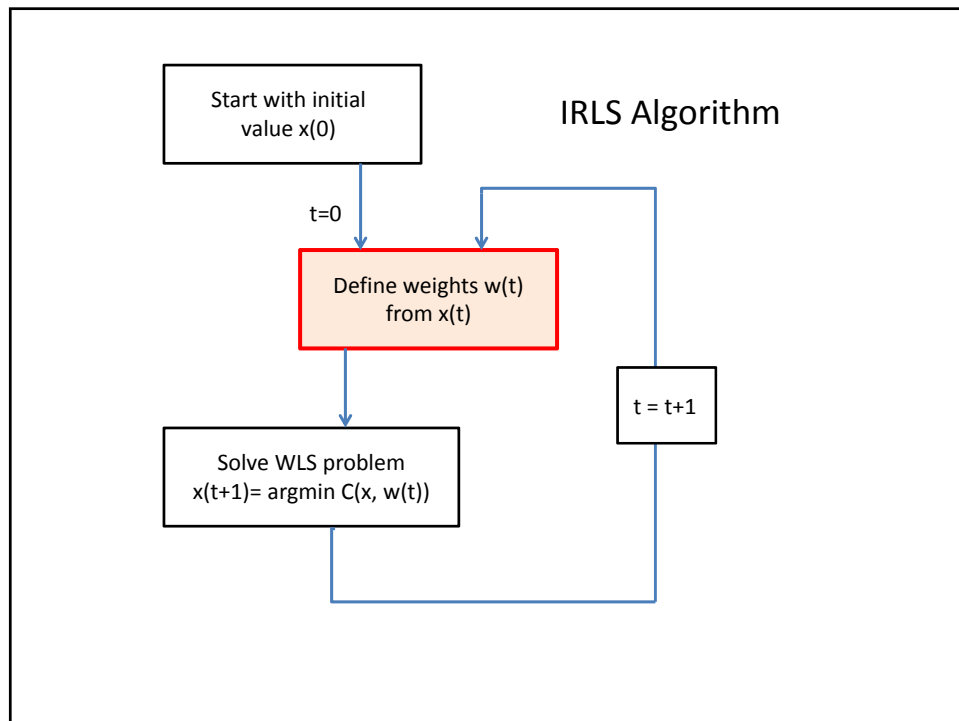 Start with initial
value x(0)
IRLS Algorithm
t=0
Define weights w(t)
from x(t)
t = t+1
Solve WLS problem
x(t+1)= argmin C(x, w(t))